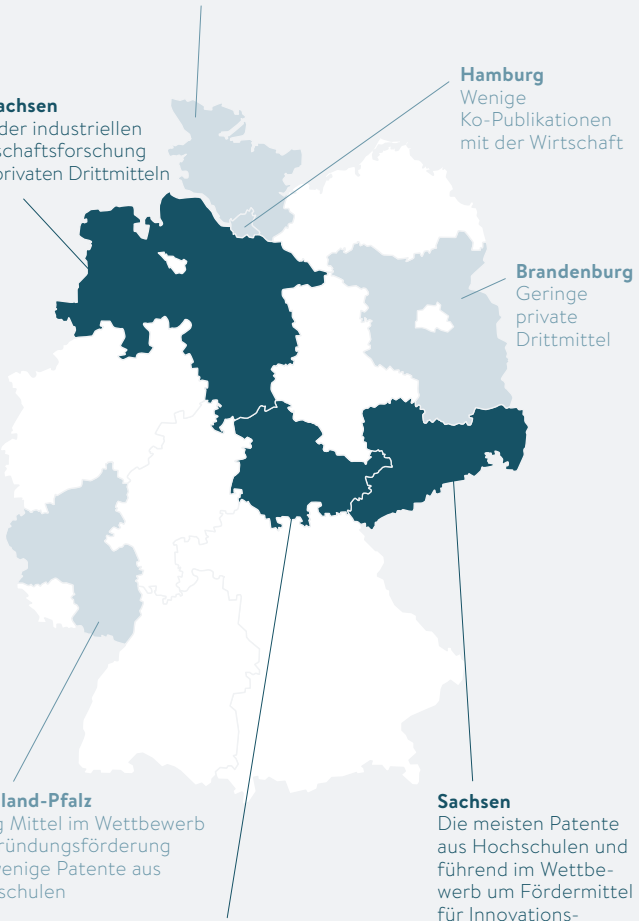 Hamburg
Wenige
Ko-Publikationen
mit der Wirtschaft
achsen
der industriellen
schaftsforschung
privaten Drittmitteln
Brandenburg
Geringe
private
Drittmittel
land-Pfalz
g Mittel im Wettbewerb
ründungsförderung
wenige Patente aus
schulen
Sachsen
Die meisten Patente
aus Hochschulen und
führend im Wettbe-
werb um Fördermittel
für Innovations-